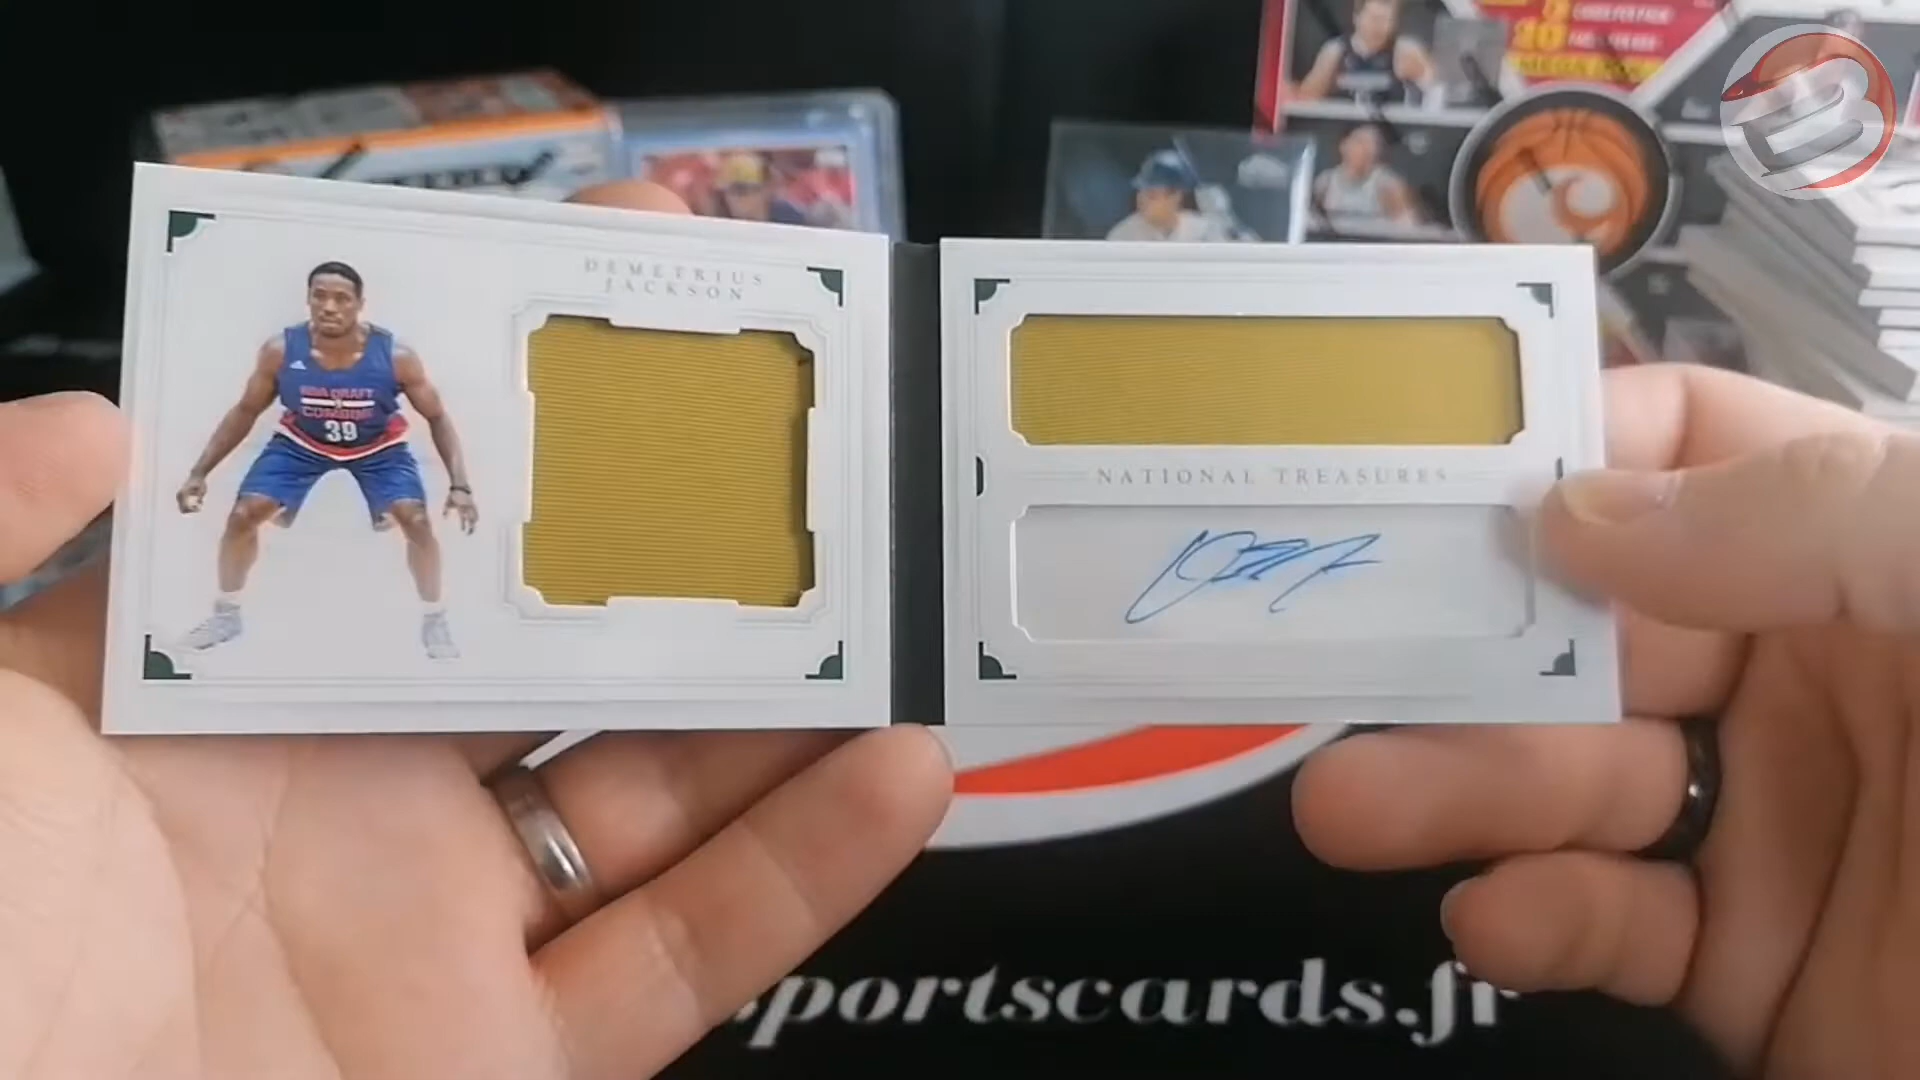 DEMETRIUS
JACKSON
NBA DRAFT
COMBINE
39
NATIONAL TREASURES
sportscards.fr